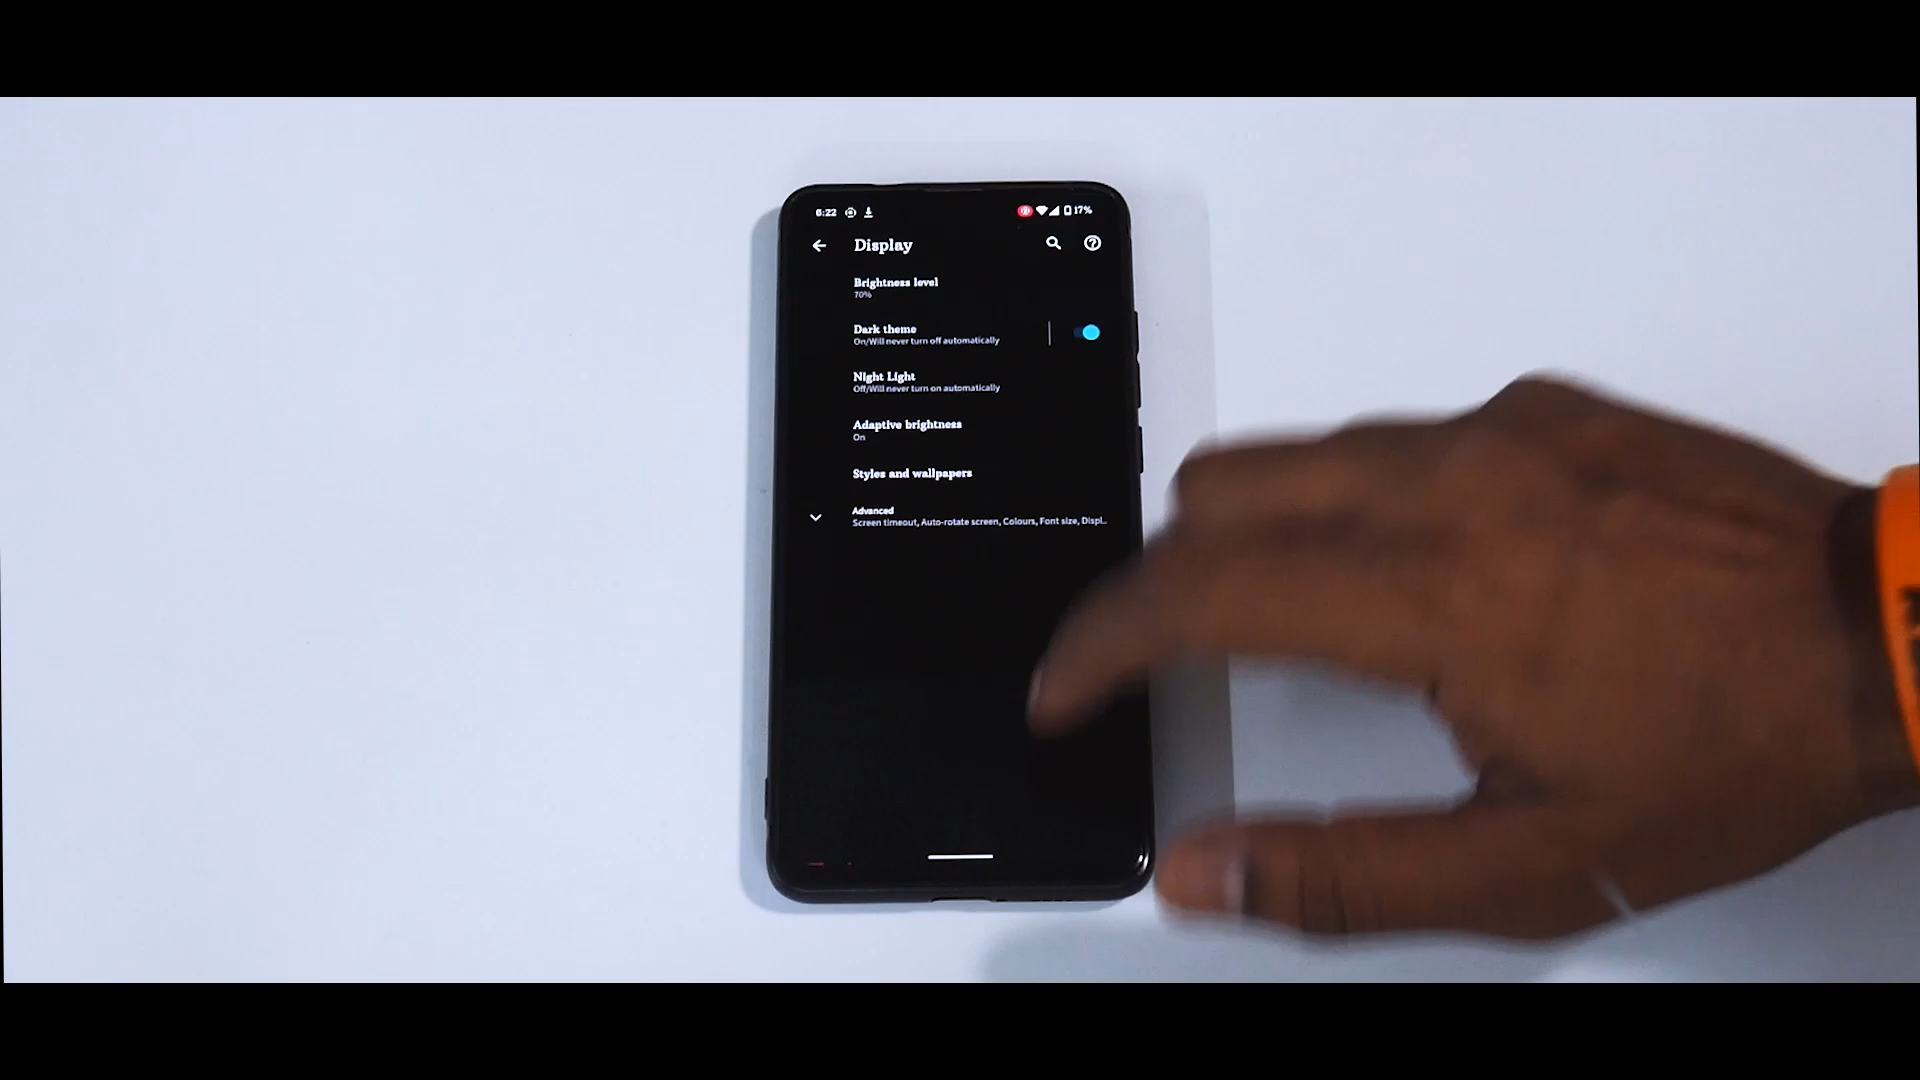 6:22
17%
Display
Brightness level
70%
Dark theme
On/Will never turn off automatically
Night Light
Off/Will never turn on automatically
Adaptive brightness
On
Styles and wallpapers
Advanced
Screen timeout, Auto-rotate screen, Colours, Font size, Displ..